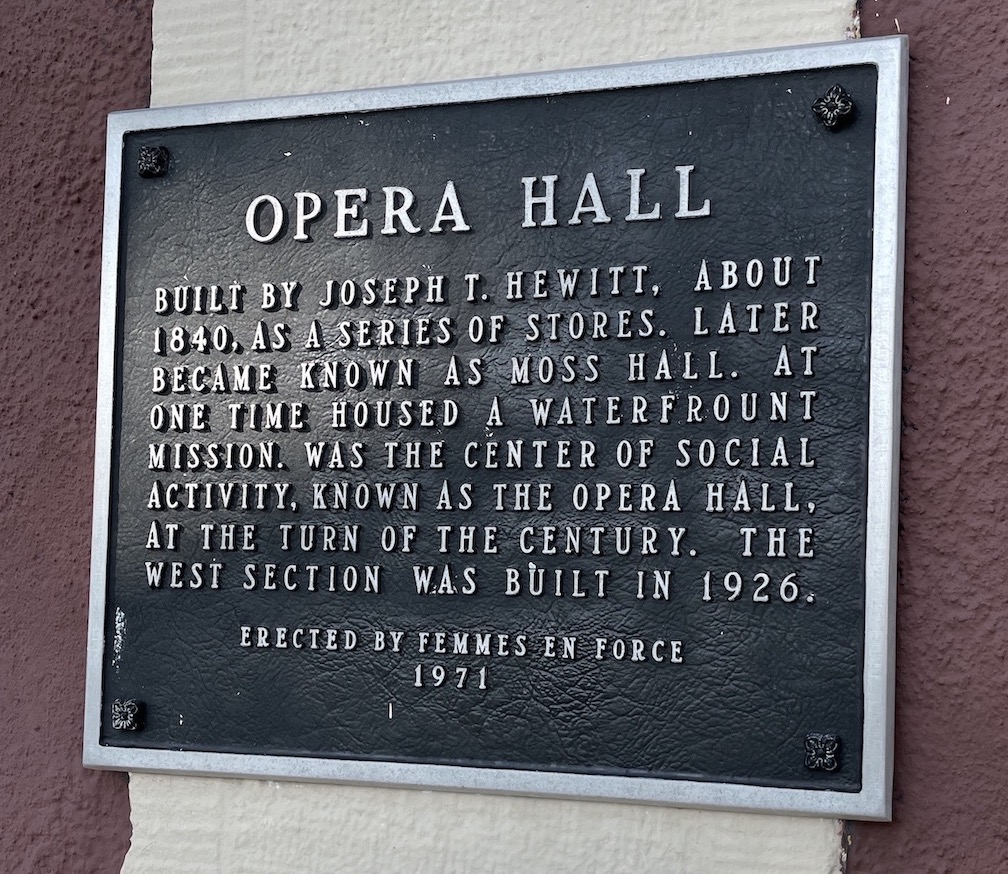 OPERA HALL
BUILT BY JOSEPH T. HEWITT, ABOUT
1840, AS A SERIES OF STORES. LATER
BECAME KNOWN AS MOSS HALL. AT
ONE TIME HOUSED A WATERFROUNT
MISSION. WAS THE CENTER OF SOCIAL
ACTIVITY, KNOWN AS THE OPERA HALL,
AT THE TURN OF THE CENTURY. THE
WEST SECTION WAS BUILT IN 1926.
ERECTED BY FEMMES EN FORCE
1971